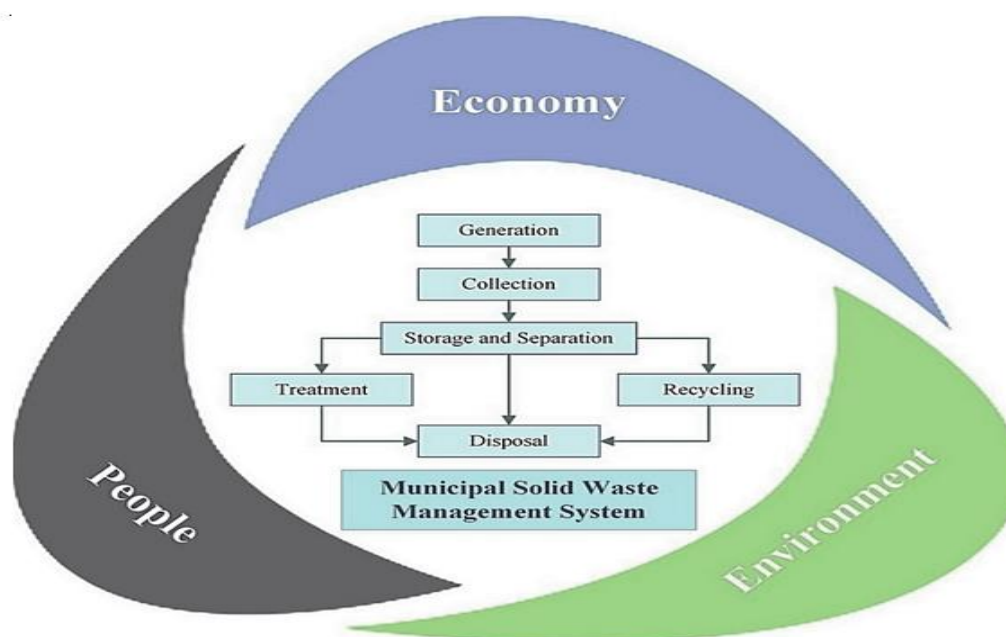 Economy
Generation
Collection
Storage and Separation
Treatment
Recycling
Disposal
Municipal Solid Waste
Management System
People
Environment